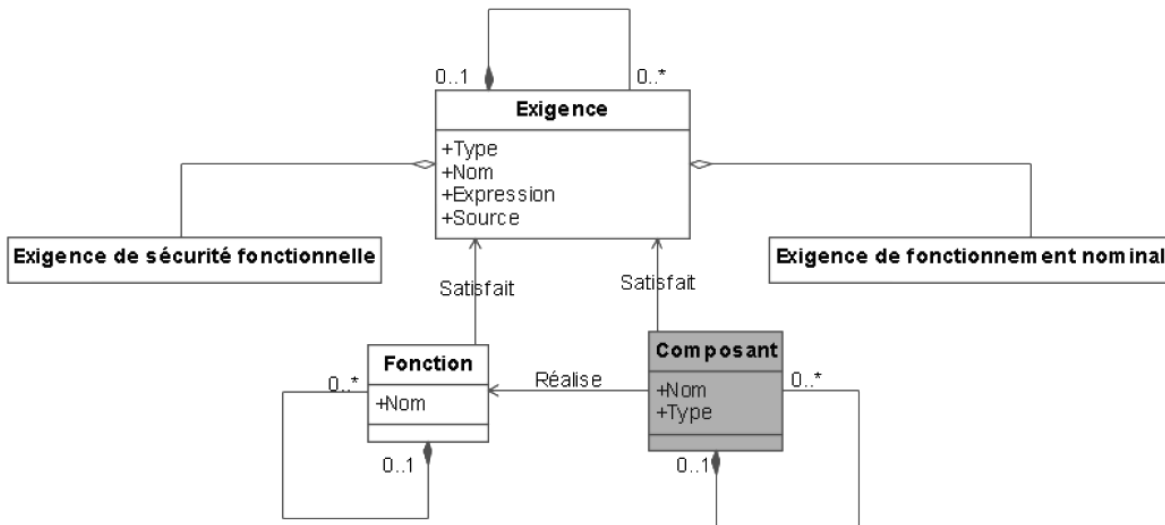 0..1
0..*
Exigence
+Type
+Nom
+Expression
+Source
Exigence de sécurité fonctionnelle
Exigence de fonctionnement nominal
Satisfait
Satisfait
Fonction
+Nom
0..*
0..1
Réalise
Composant
+Nom
+Type
0..*
0..1